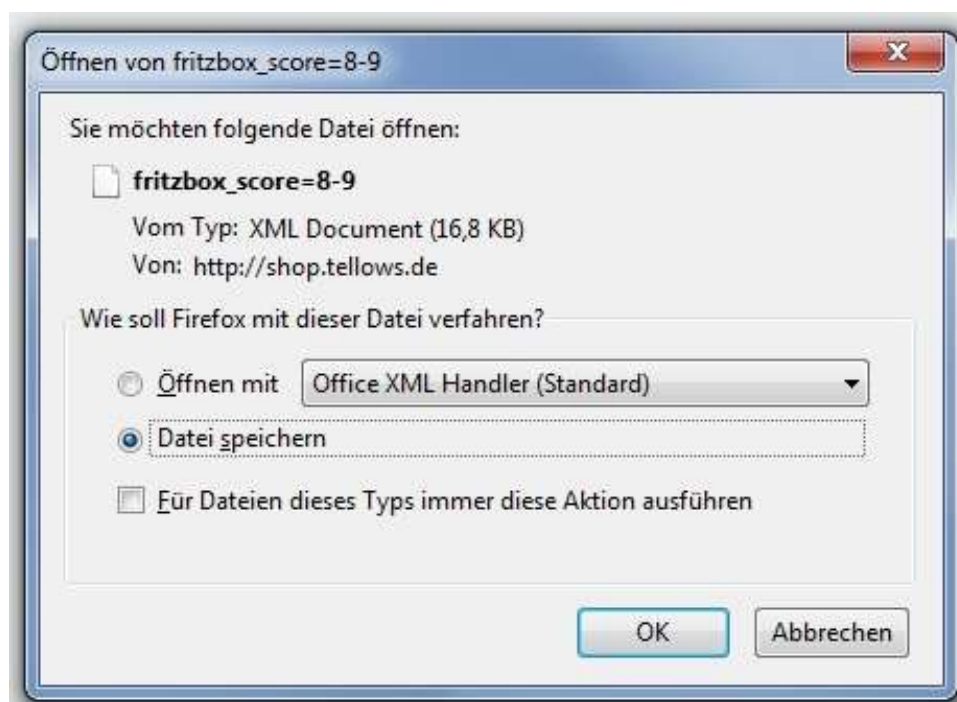 Öffnen von fritzbox_score=8-9
Sie möchten folgende Datei öffnen:
fritzbox_score=8-9
Vom Typ: XML Document (16,8 KB)
Von: http://shop.tellows.de
Wie soll Firefox mit dieser Datei verfahren?
Öffnen mit Office XML Handler (Standard)
Datei speichern
Für Dateien dieses Typs immer diese Aktion ausführen
OK Abbrechen